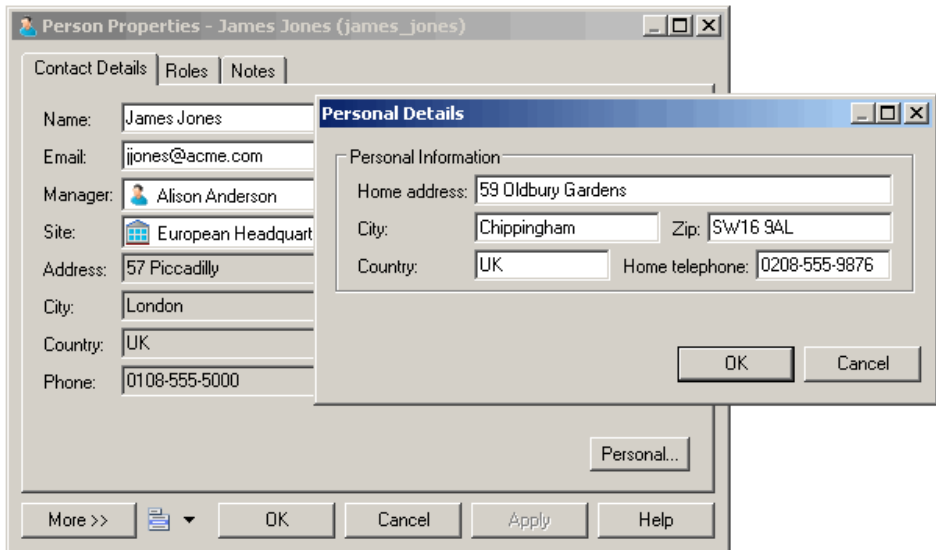 Person Properties - James Jones (james_jones)
Contact Details Roles Notes
Name: James Jones
Email: jjones@acme.com
Manager: Alison Anderson
Site: European Headquart
Address: 57 Piccadilly
City: London
Country: UK
Phone: 0108-555-5000
Personal...
More >> OK Cancel Apply Help
Personal Details
Personal Information
Home address: 59 Oldbury Gardens
City: Chippingham Zip: SW16 9AL
Country: UK Home telephone: 0208-555-9876
OK Cancel